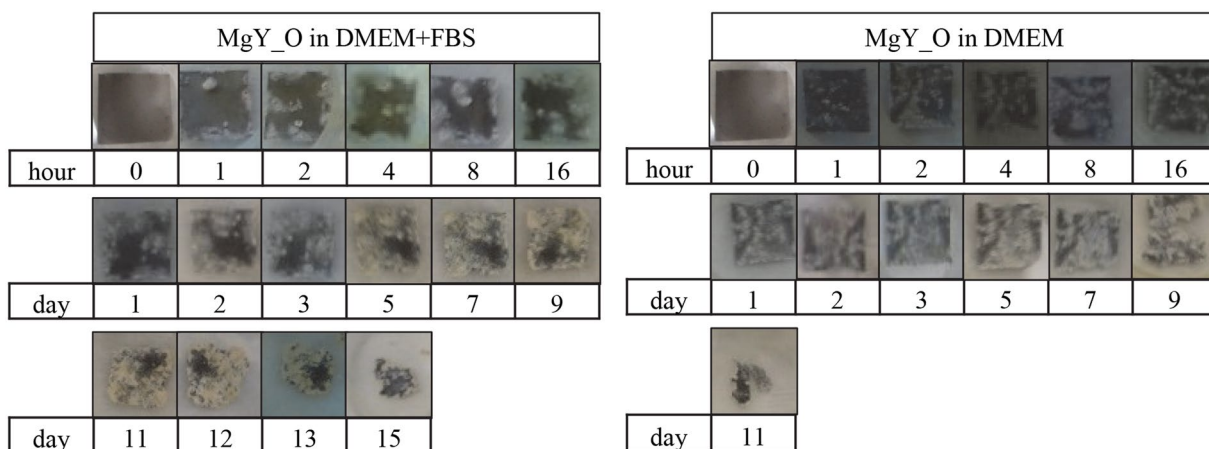 MgY_O in DMEM+FBS
hour 0 1 2 4 8 16
day 1 2 3 5 7 9
day 11 12 13 15
MgY_O in DMEM
hour 0 1 2 4 8 16
day 1 2 3 5 7 9
day 11